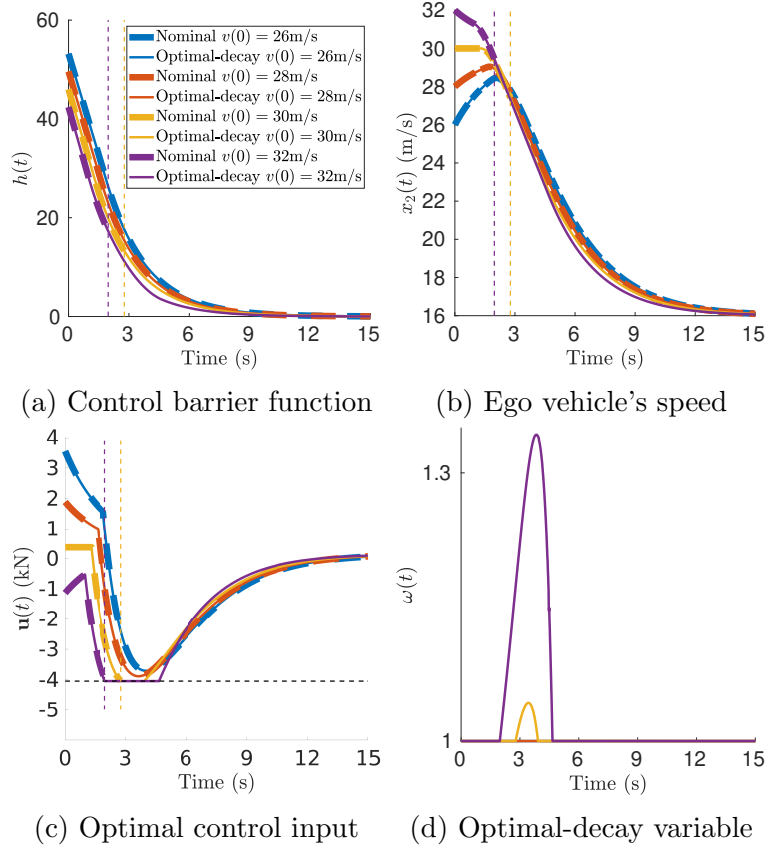 60
40
20
0
h(t)
0 3 6 9 12 15
Time (s)
Nominal v(0) = 26m/s
Optimal-decay v(0) = 26m/s
Nominal v(0) = 28m/s
Optimal-decay v(0) = 28m/s
Nominal v(0) = 30m/s
Optimal-decay v(0) = 30m/s
Nominal v(0) = 32m/s
Optimal-decay v(0) = 32m/s
(a) Control barrier function
32
30
28
26
24
22
20
18
16
x₂(t) (m/s)
0 3 6 9 12 15
Time (s)
(b) Ego vehicle's speed
4
3
2
1
0
-1
-2
-3
-4
-5
u(t) (kN)
0 3 6 9 12 15
Time (s)
(c) Optimal control input
1.3
1
ω(t)
0 3 6 9 12 15
Time (s)
(d) Optimal-decay variable